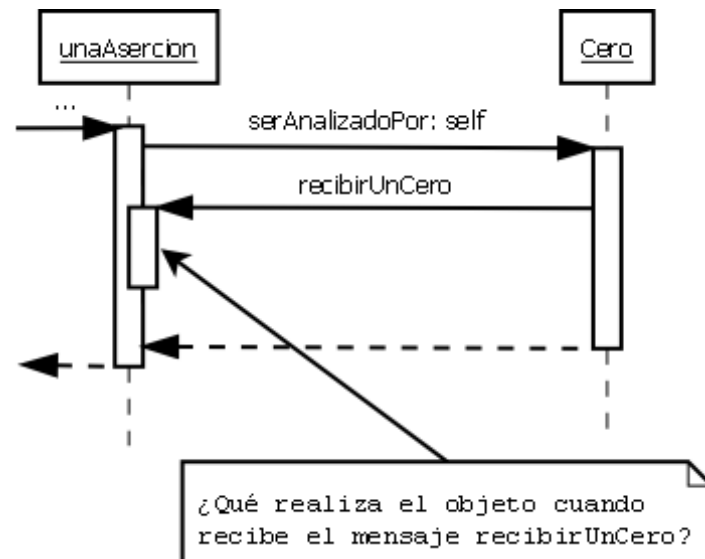 unaAsercion
Cero
...
serAnalizadoPor: self
recibirUnCero
¿Qué realiza el objeto cuando
recibe el mensaje recibirUnCero?